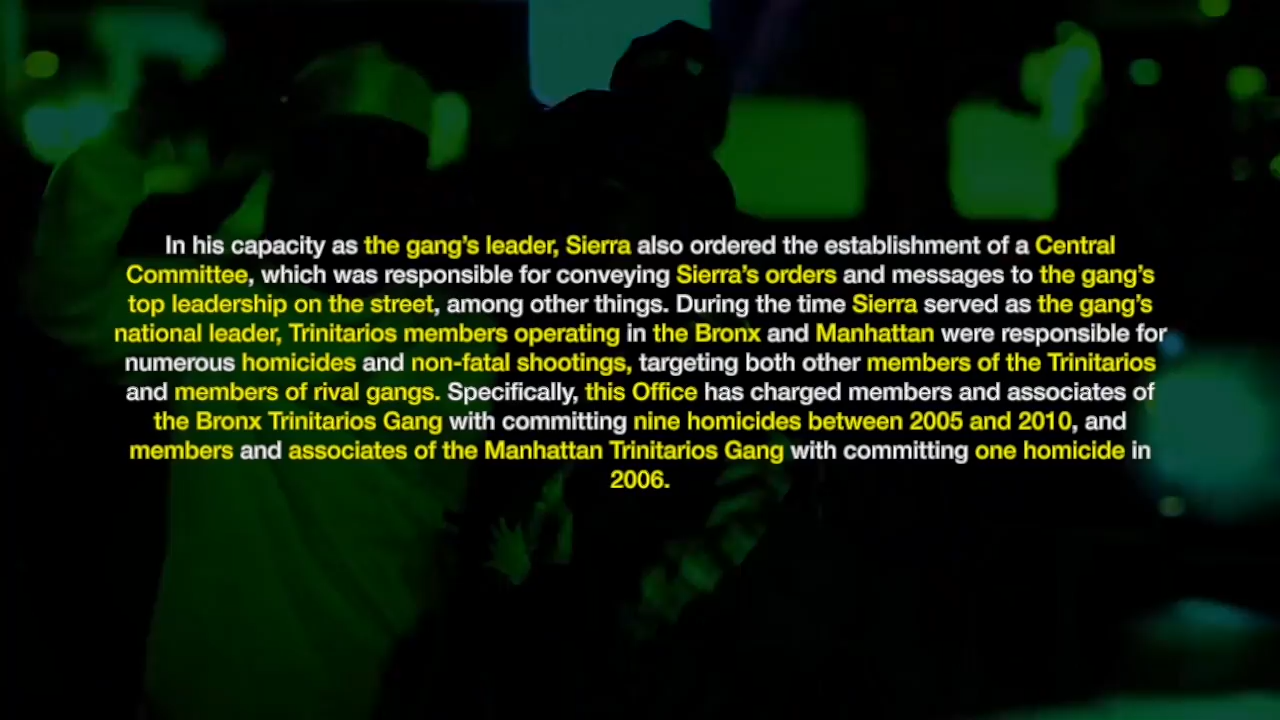 In his capacity as the gang’s leader, Sierra also ordered the establishment of a Central
Committee, which was responsible for conveying Sierra’s orders and messages to the gang’s
top leadership on the street, among other things. During the time Sierra served as the gang’s
national leader, Trinitarios members operating in the Bronx and Manhattan were responsible for
numerous homicides and non-fatal shootings, targeting both other members of the Trinitarios
and members of rival gangs. Specifically, this Office has charged members and associates of
the Bronx Trinitarios Gang with committing nine homicides between 2005 and 2010, and
members and associates of the Manhattan Trinitarios Gang with committing one homicide in
2006.